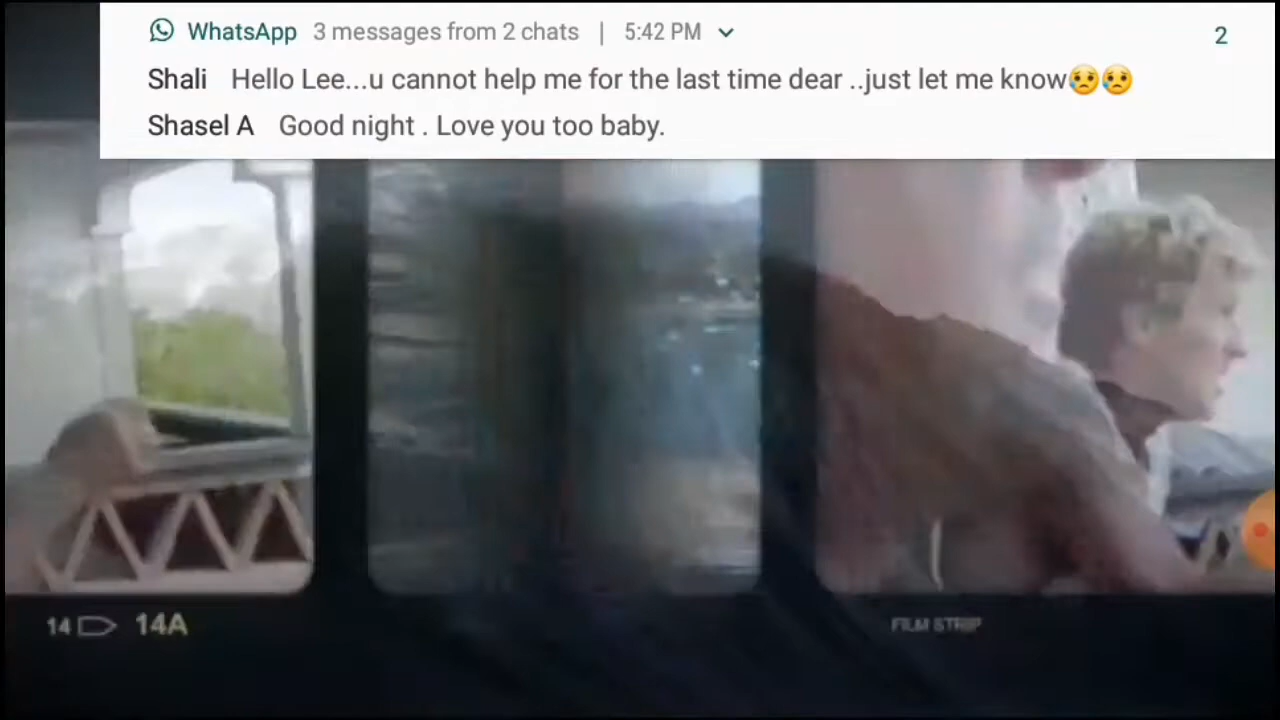 WhatsApp 3 messages from 2 chats | 5:42 PM 2
Shali Hello Lee...u cannot help me for the last time dear ..just let me know😢😢
Shasel A Good night . Love you too baby.
14 14A
FILM STRIP